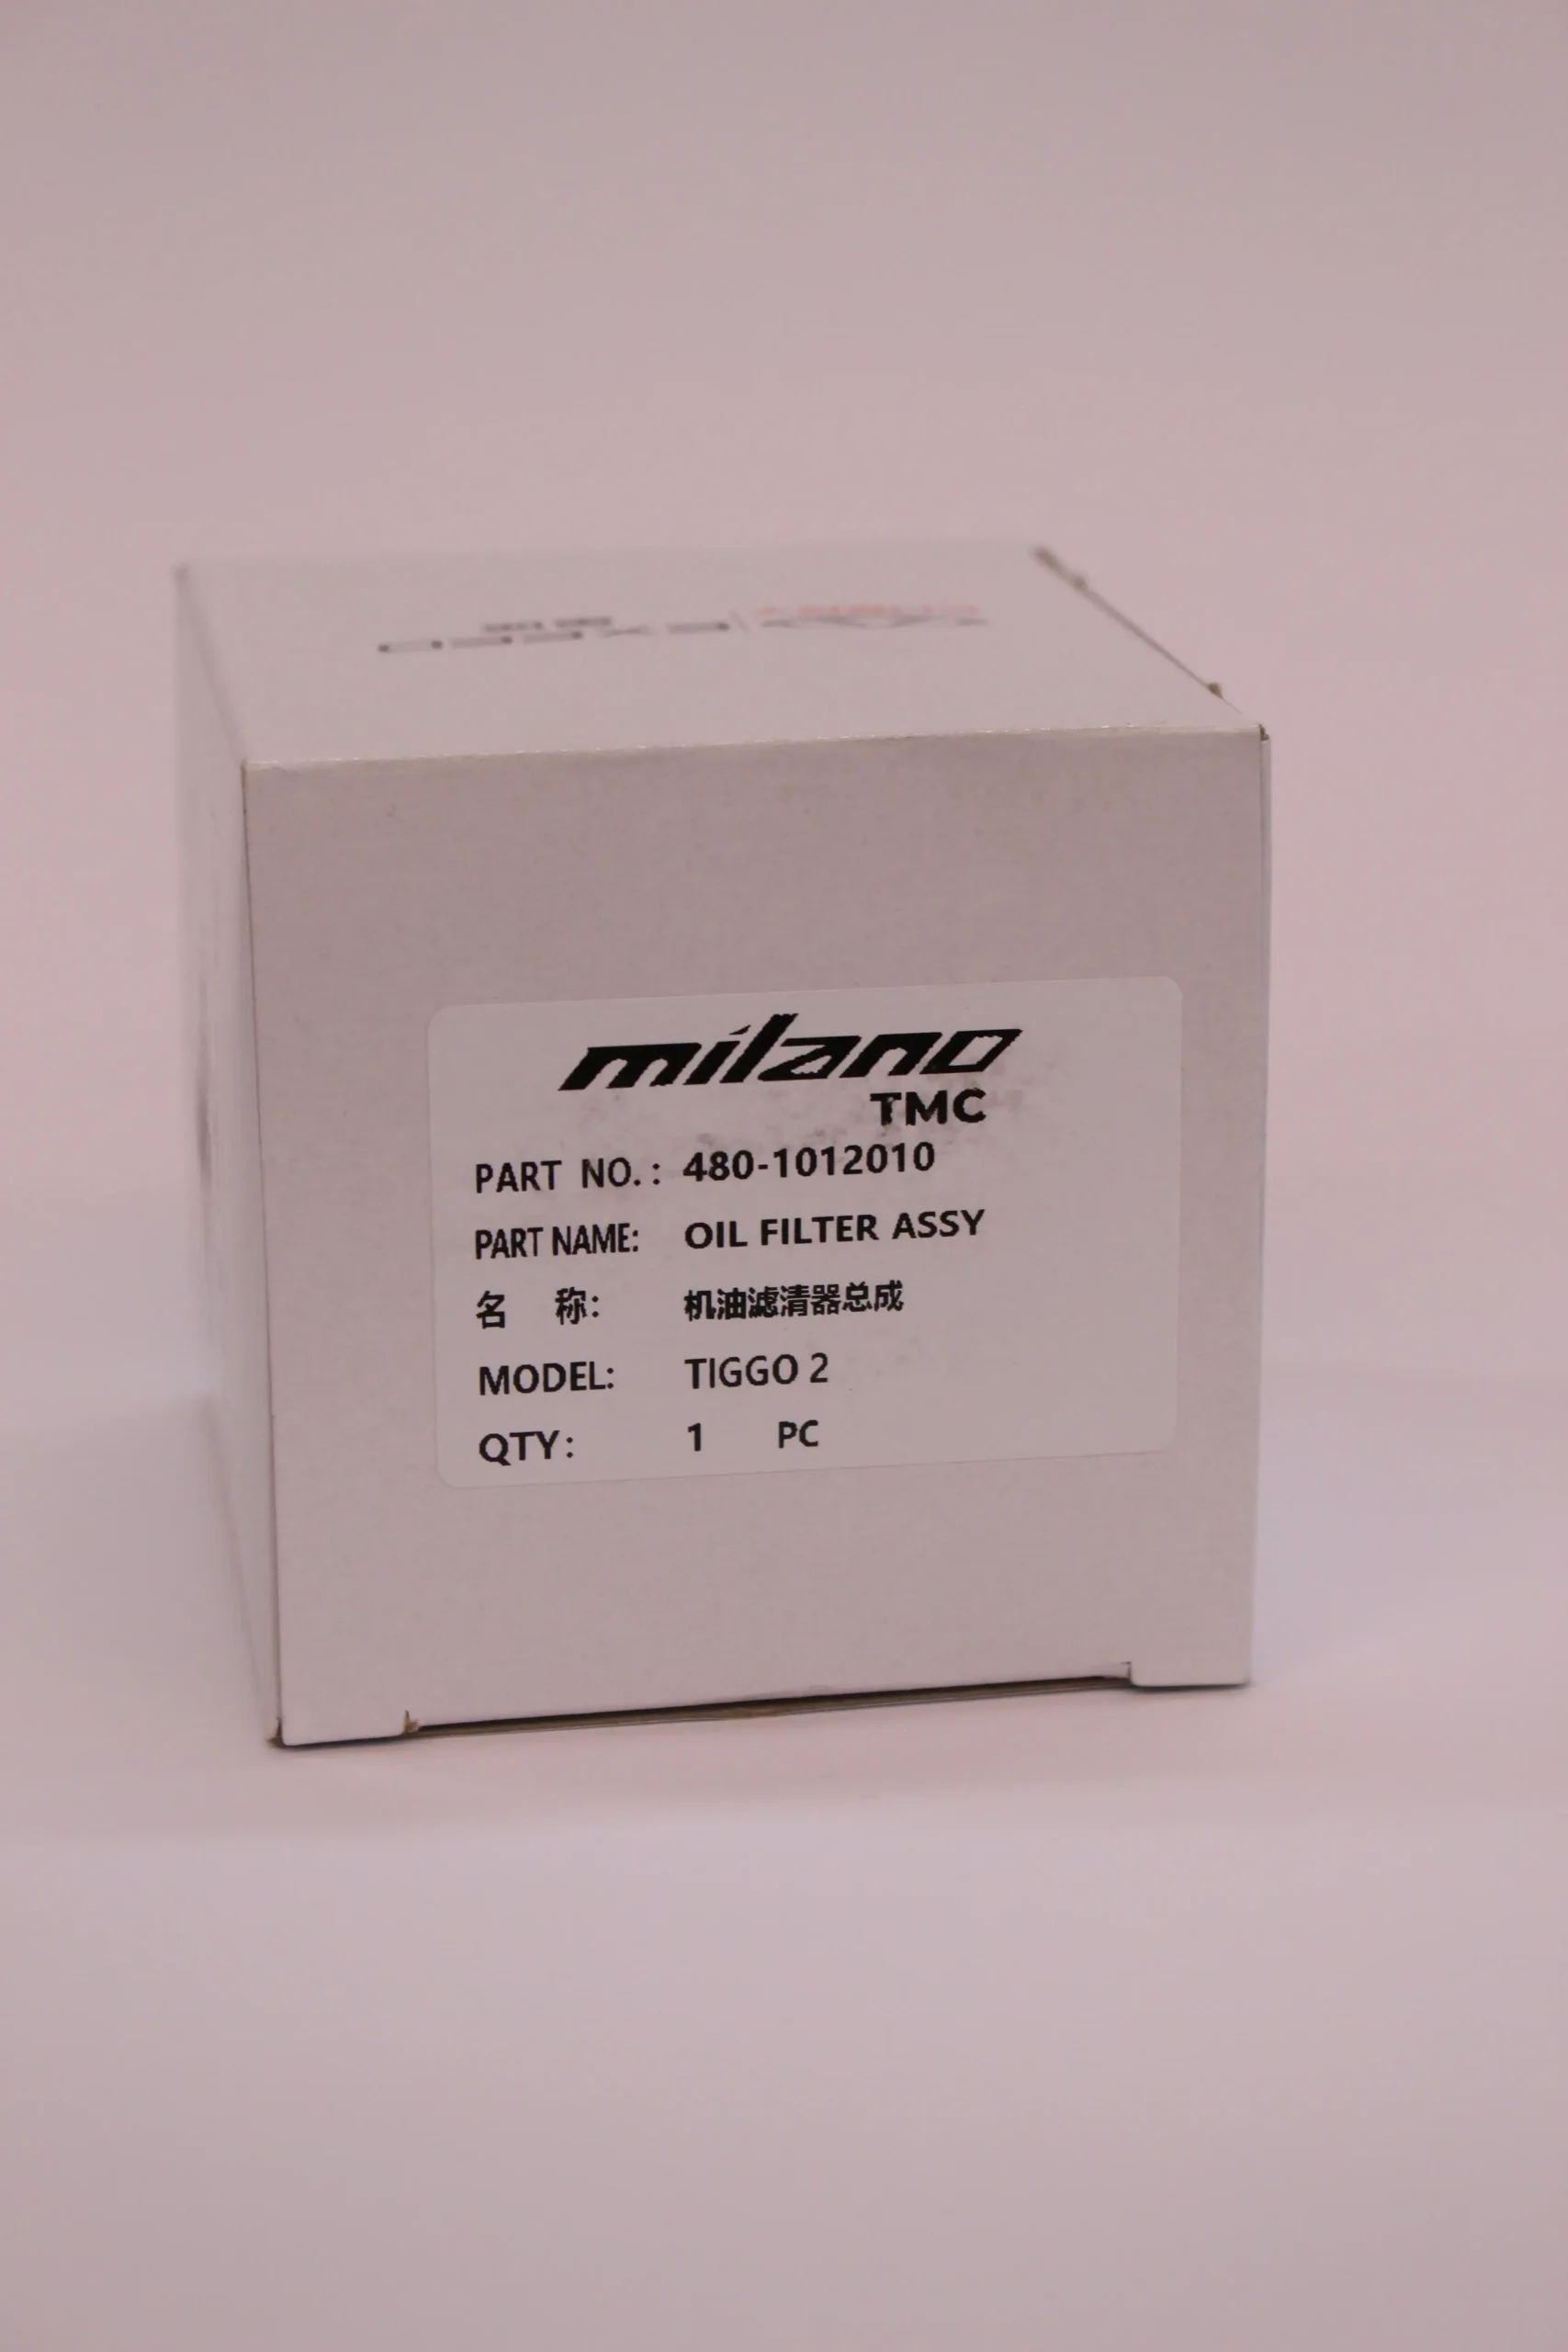 EXEED
milano
TMC
PART NO.: 480-1012010
PART NAME: OIL FILTER ASSY
名 称: 机油滤清器总成
MODEL: TIGGO 2
QTY: 1 PC